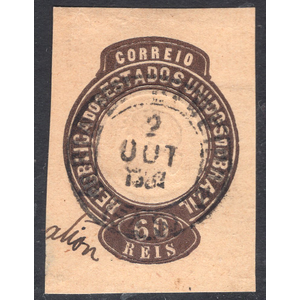 CORREIO
REPUBLICA DOS ESTADOS UNIDOS DO BRAZIL
2
OUT
60
REIS